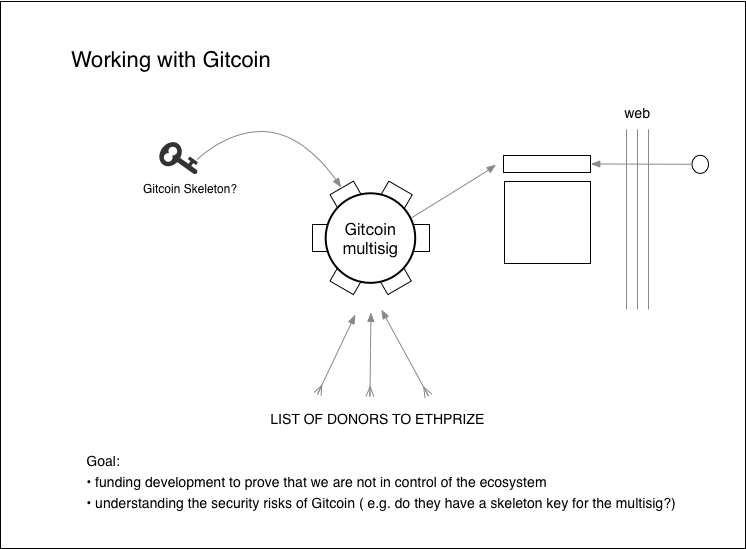 Working with Gitcoin
web
Gitcoin Skeleton?
Gitcoin
multisig
LIST OF DONORS TO ETHPRIZE
Goal:
• funding development to prove that we are not in control of the ecosystem
• understanding the security risks of Gitcoin ( e.g. do they have a skeleton key for the multisig?)